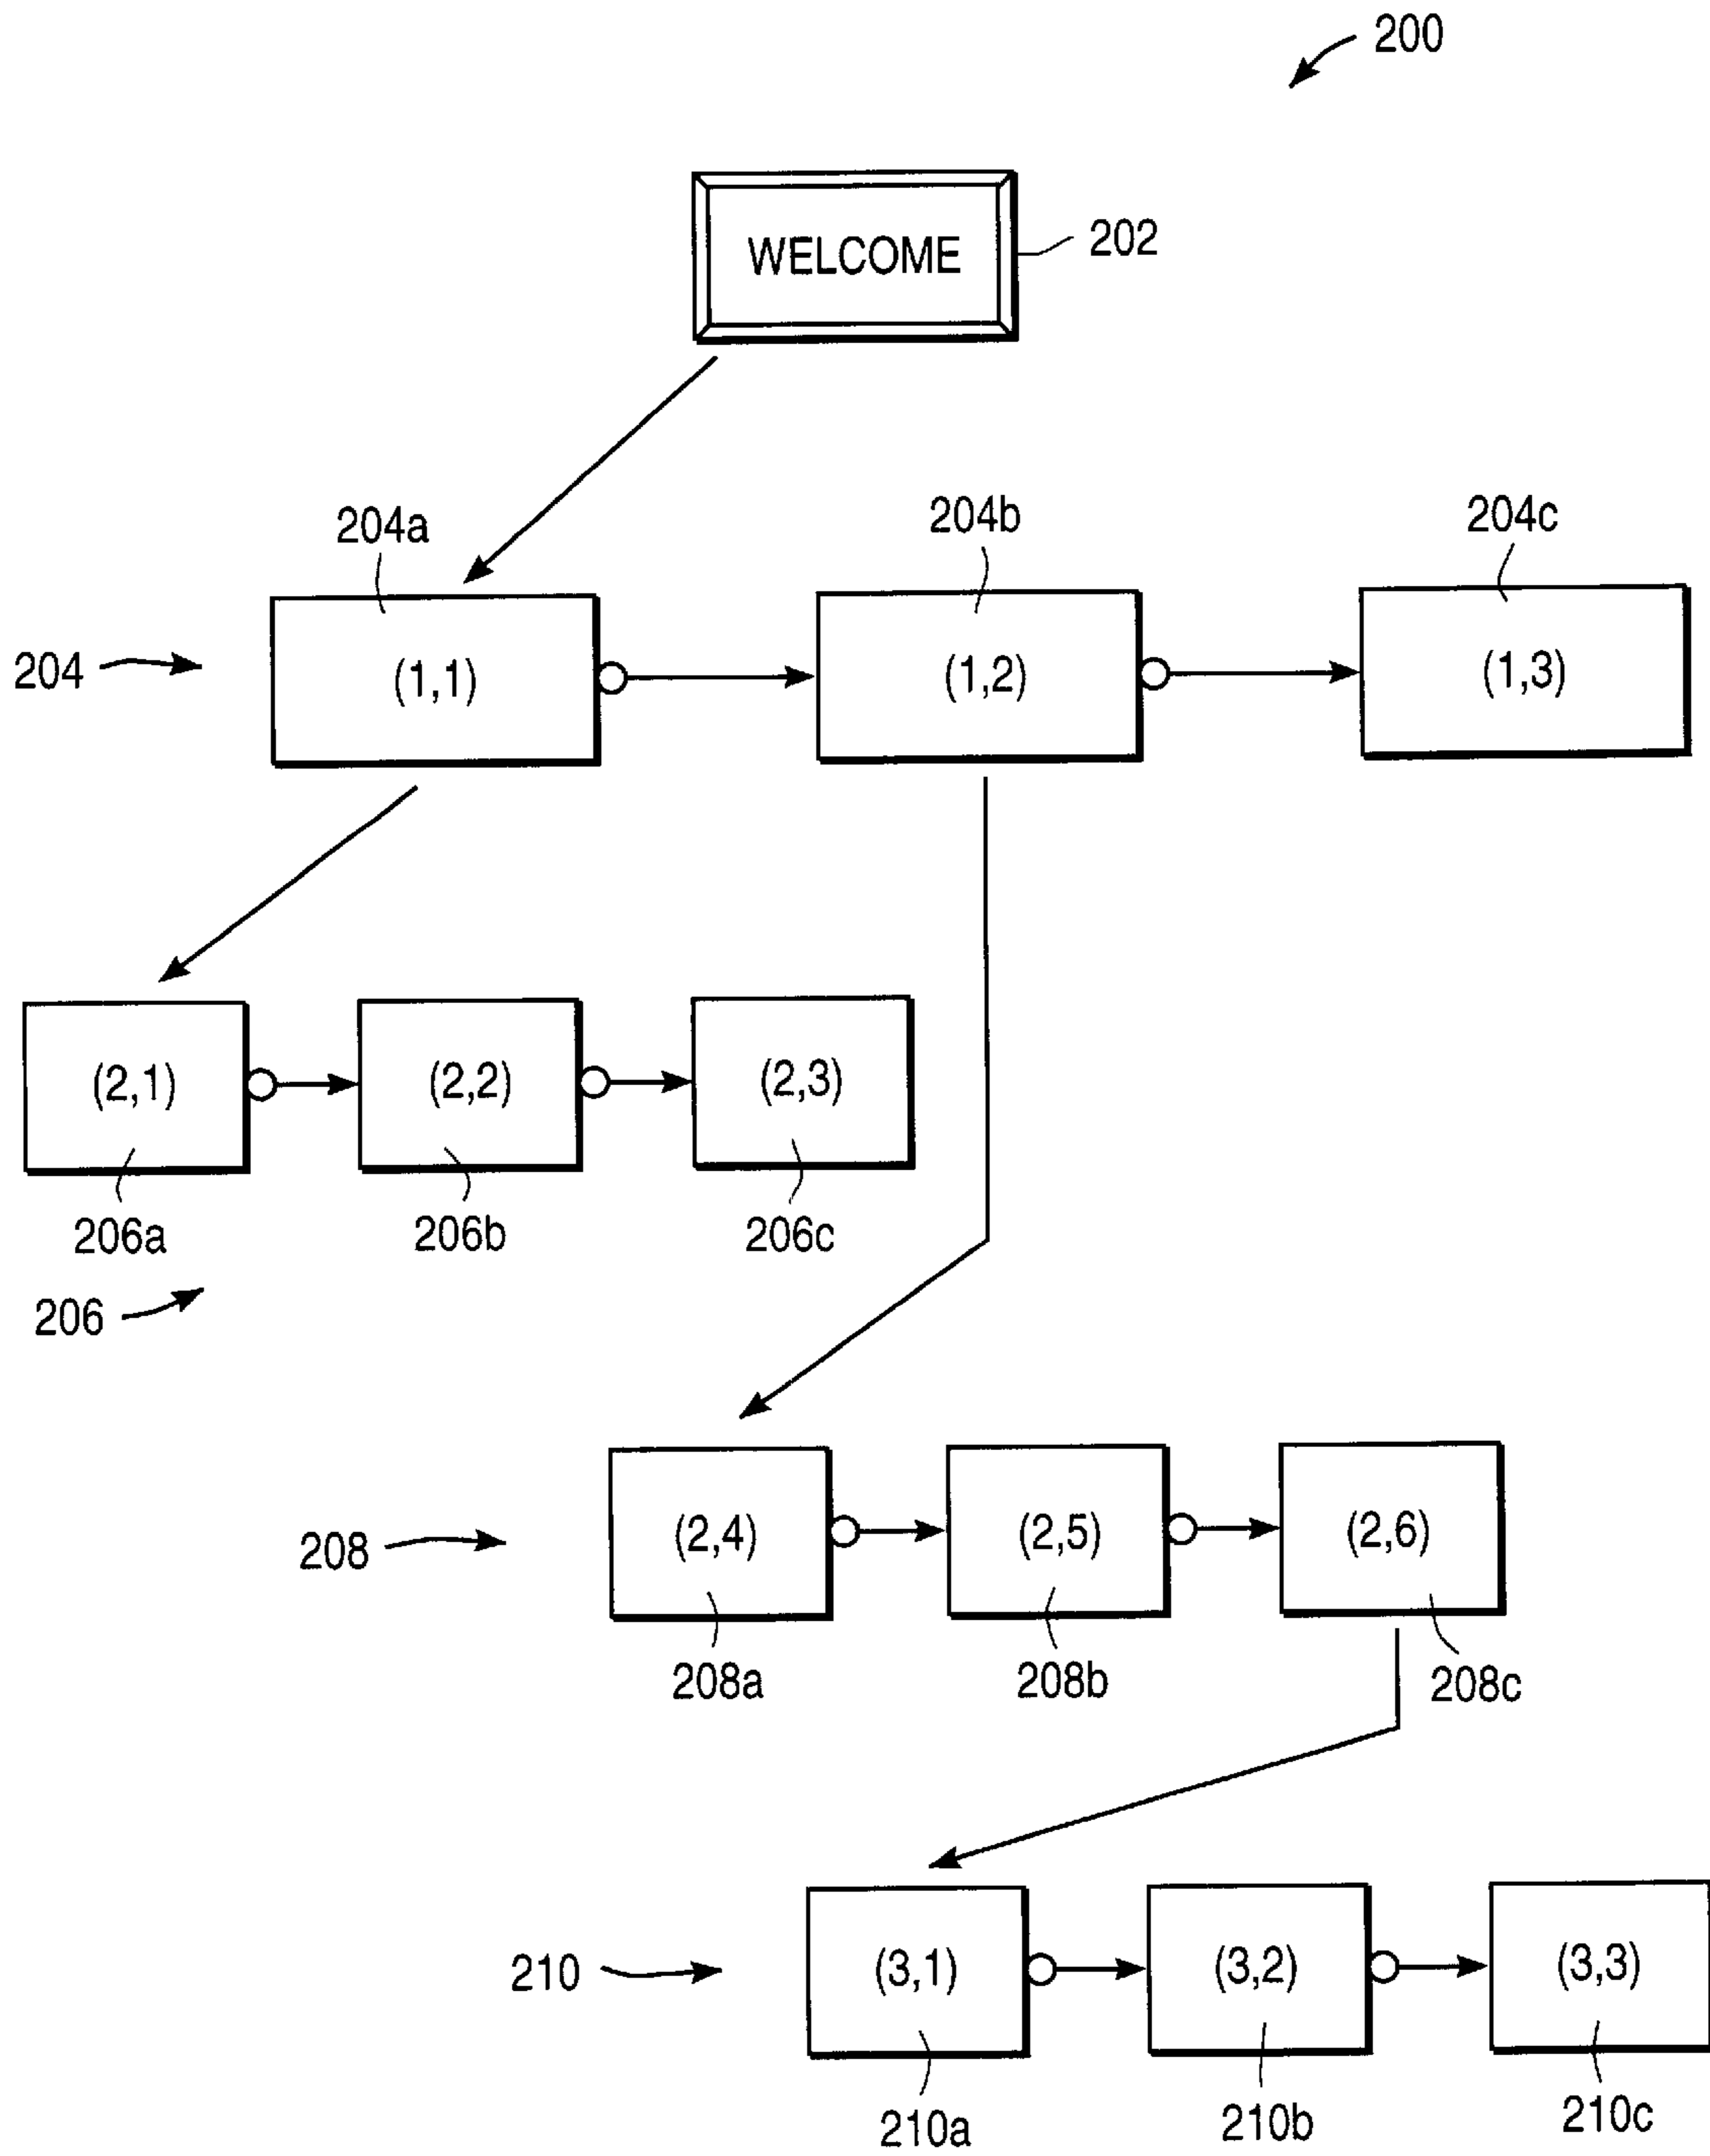 200
WELCOME
202
204a
204b
204c
204
(1,1)
(1,2)
(1,3)
(2,1)
(2,2)
(2,3)
206a
206b
206c
206
208
(2,4)
(2,5)
(2,6)
208a
208b
208c
210
(3,1)
(3,2)
(3,3)
210a
210b
210c